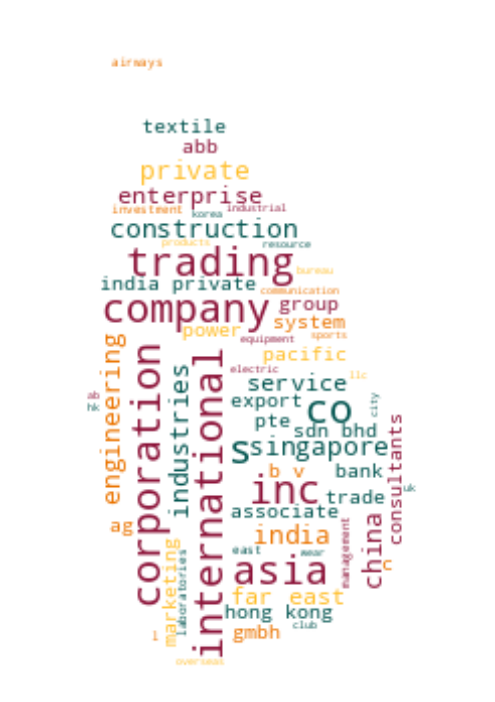 airways
textile
abb
private
enterprise
investment
industrial
korea
construction
products
resource
trading
bureau
india private
communication
company
group
system
power
sports
equipment
pacific
engineering
corporation
international
industries
electric
llc
service
ab
hk
export
co
city
pte
sdn bhd
s
singapore
consultants
b v
bank
inc
uk
trade
associate
ag
india
china
management
east
wear
c
marketing
laboratories
asia
far east
hong kong
club
l
gmbh
overseas